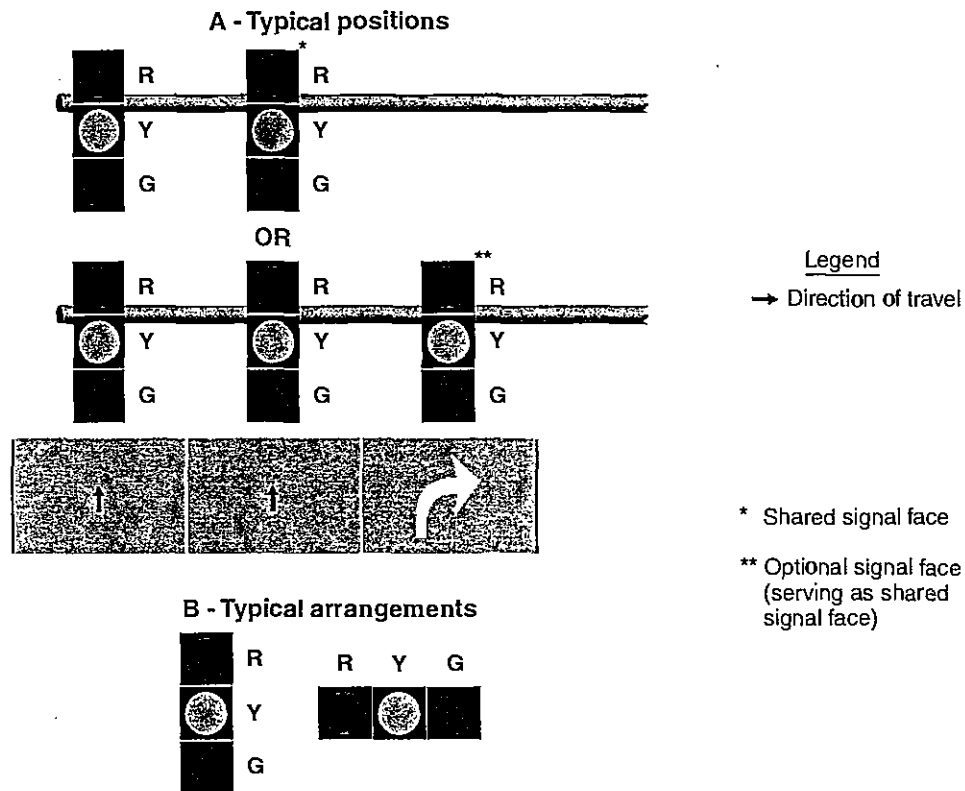 A - Typical positions
*
R R
Y Y
G G
OR
**
R R R
Y Y Y
G G G
Legend
→ Direction of travel
* Shared signal face
** Optional signal face
(serving as shared
signal face)
B - Typical arrangements
R
Y
G
R Y G